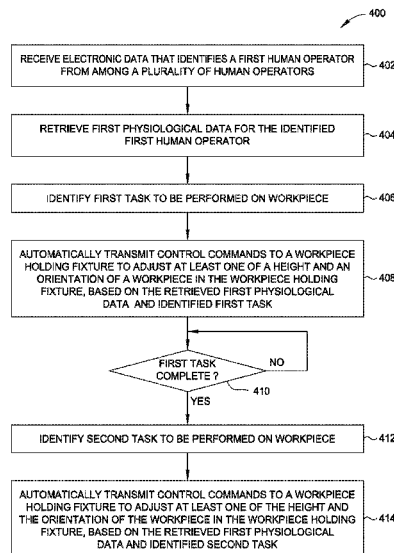 400
RECEIVE ELECTRONIC DATA THAT IDENTIFIES A FIRST HUMAN OPERATOR
FROM AMONG A PLURALITY OF HUMAN OPERATORS
402
RETRIEVE FIRST PHYSIOLOGICAL DATA FOR THE IDENTIFIED
FIRST HUMAN OPERATOR
404
IDENTIFY FIRST TASK TO BE PERFORMED ON WORKPIECE
406
AUTOMATICALLY TRANSMIT CONTROL COMMANDS TO A WORKPIECE
HOLDING FIXTURE TO ADJUST AT LEAST ONE OF A HEIGHT AND AN
ORIENTATION OF A WORKPIECE IN THE WORKPIECE HOLDING
FIXTURE, BASED ON THE RETRIEVED FIRST PHYSIOLOGICAL
DATA AND IDENTIFIED FIRST TASK
408
FIRST TASK
COMPLETE ?
NO
410
YES
IDENTIFY SECOND TASK TO BE PERFORMED ON WORKPIECE
412
AUTOMATICALLY TRANSMIT CONTROL COMMANDS TO A WORKPIECE
HOLDING FIXTURE TO ADJUST AT LEAST ONE OF THE HEIGHT AND
THE ORIENTATION OF THE WORKPIECE IN THE WORKPIECE HOLDING
FIXTURE, BASED ON THE RETRIEVED FIRST PHYSIOLOGICAL
DATA AND IDENTIFIED SECOND TASK
414